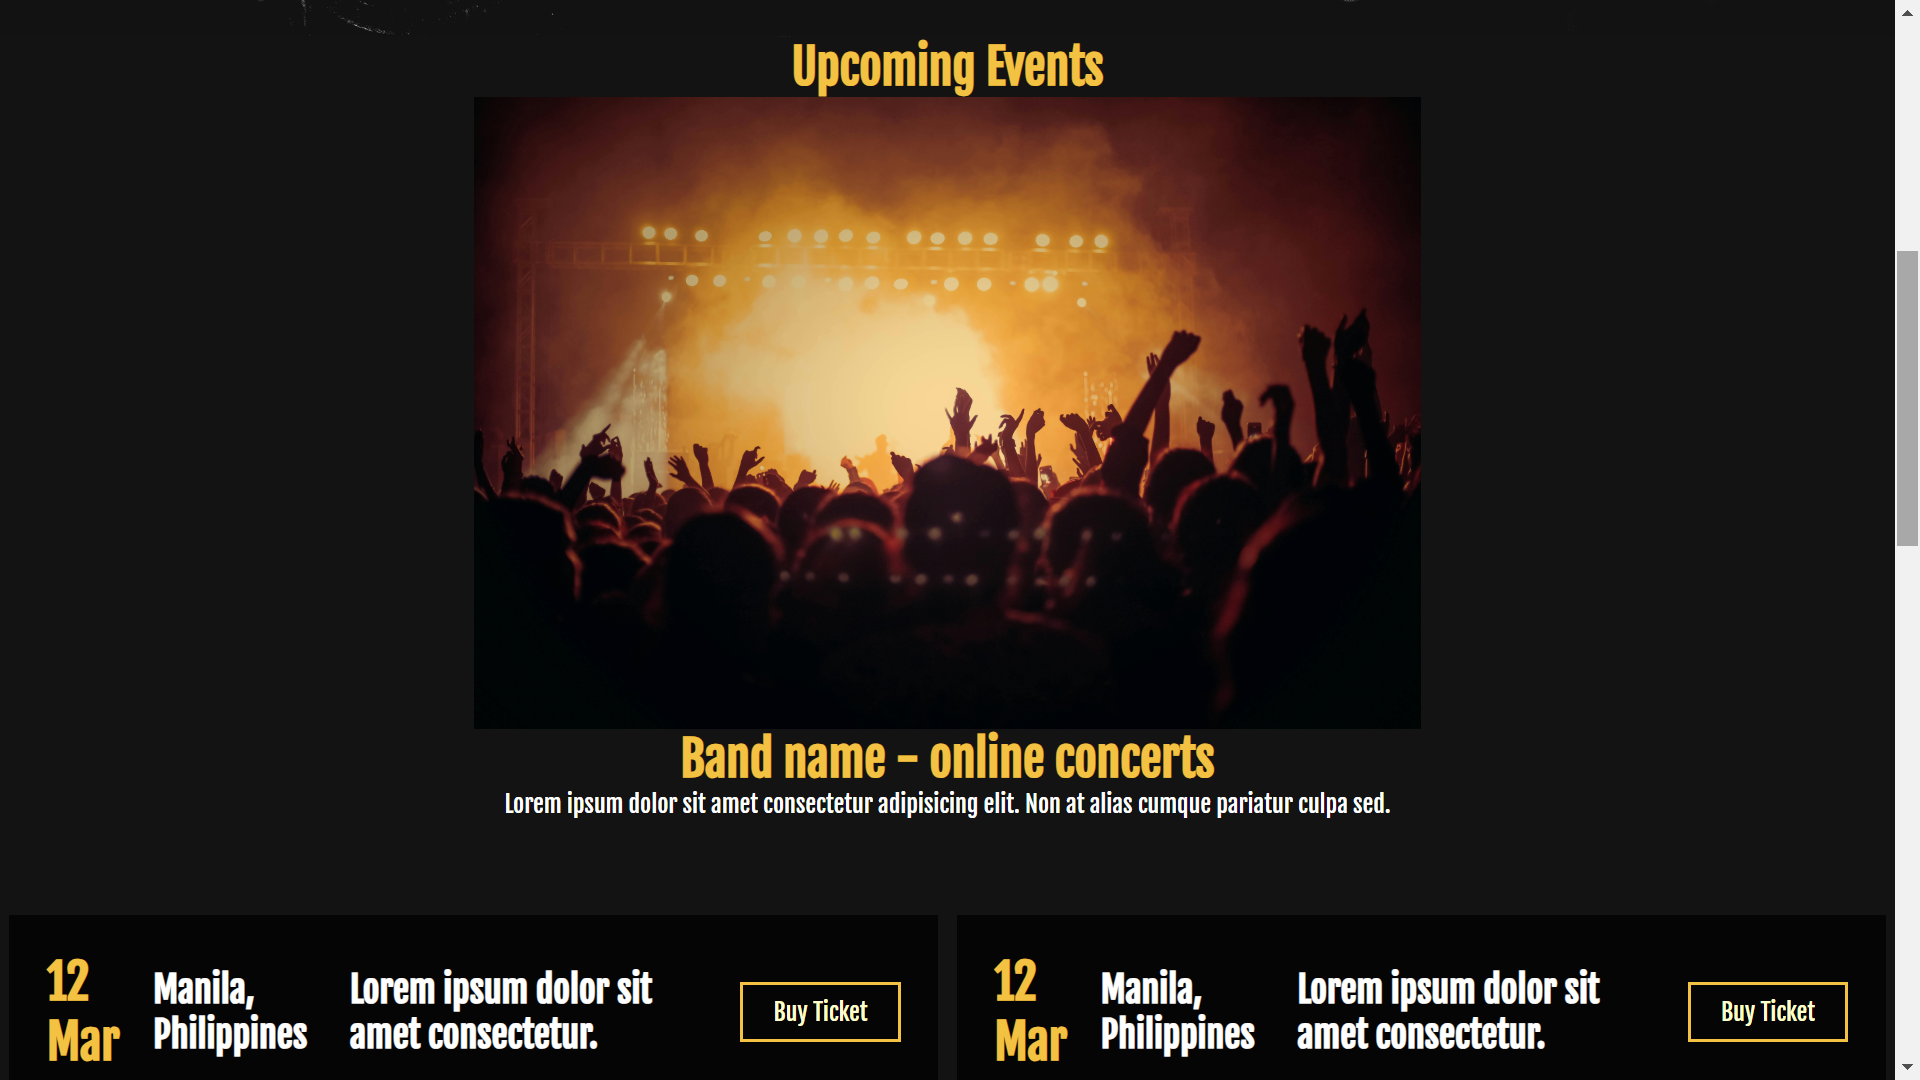 Upcoming Events
Band name - online concerts
Lorem ipsum dolor sit amet consectetur adipisicing elit. Non at alias cumque pariatur culpa sed.
12
Mar
Manila,
Philippines
Lorem ipsum dolor sit
amet consectetur.
Buy Ticket
12
Mar
Manila,
Philippines
Lorem ipsum dolor sit
amet consectetur.
Buy Ticket